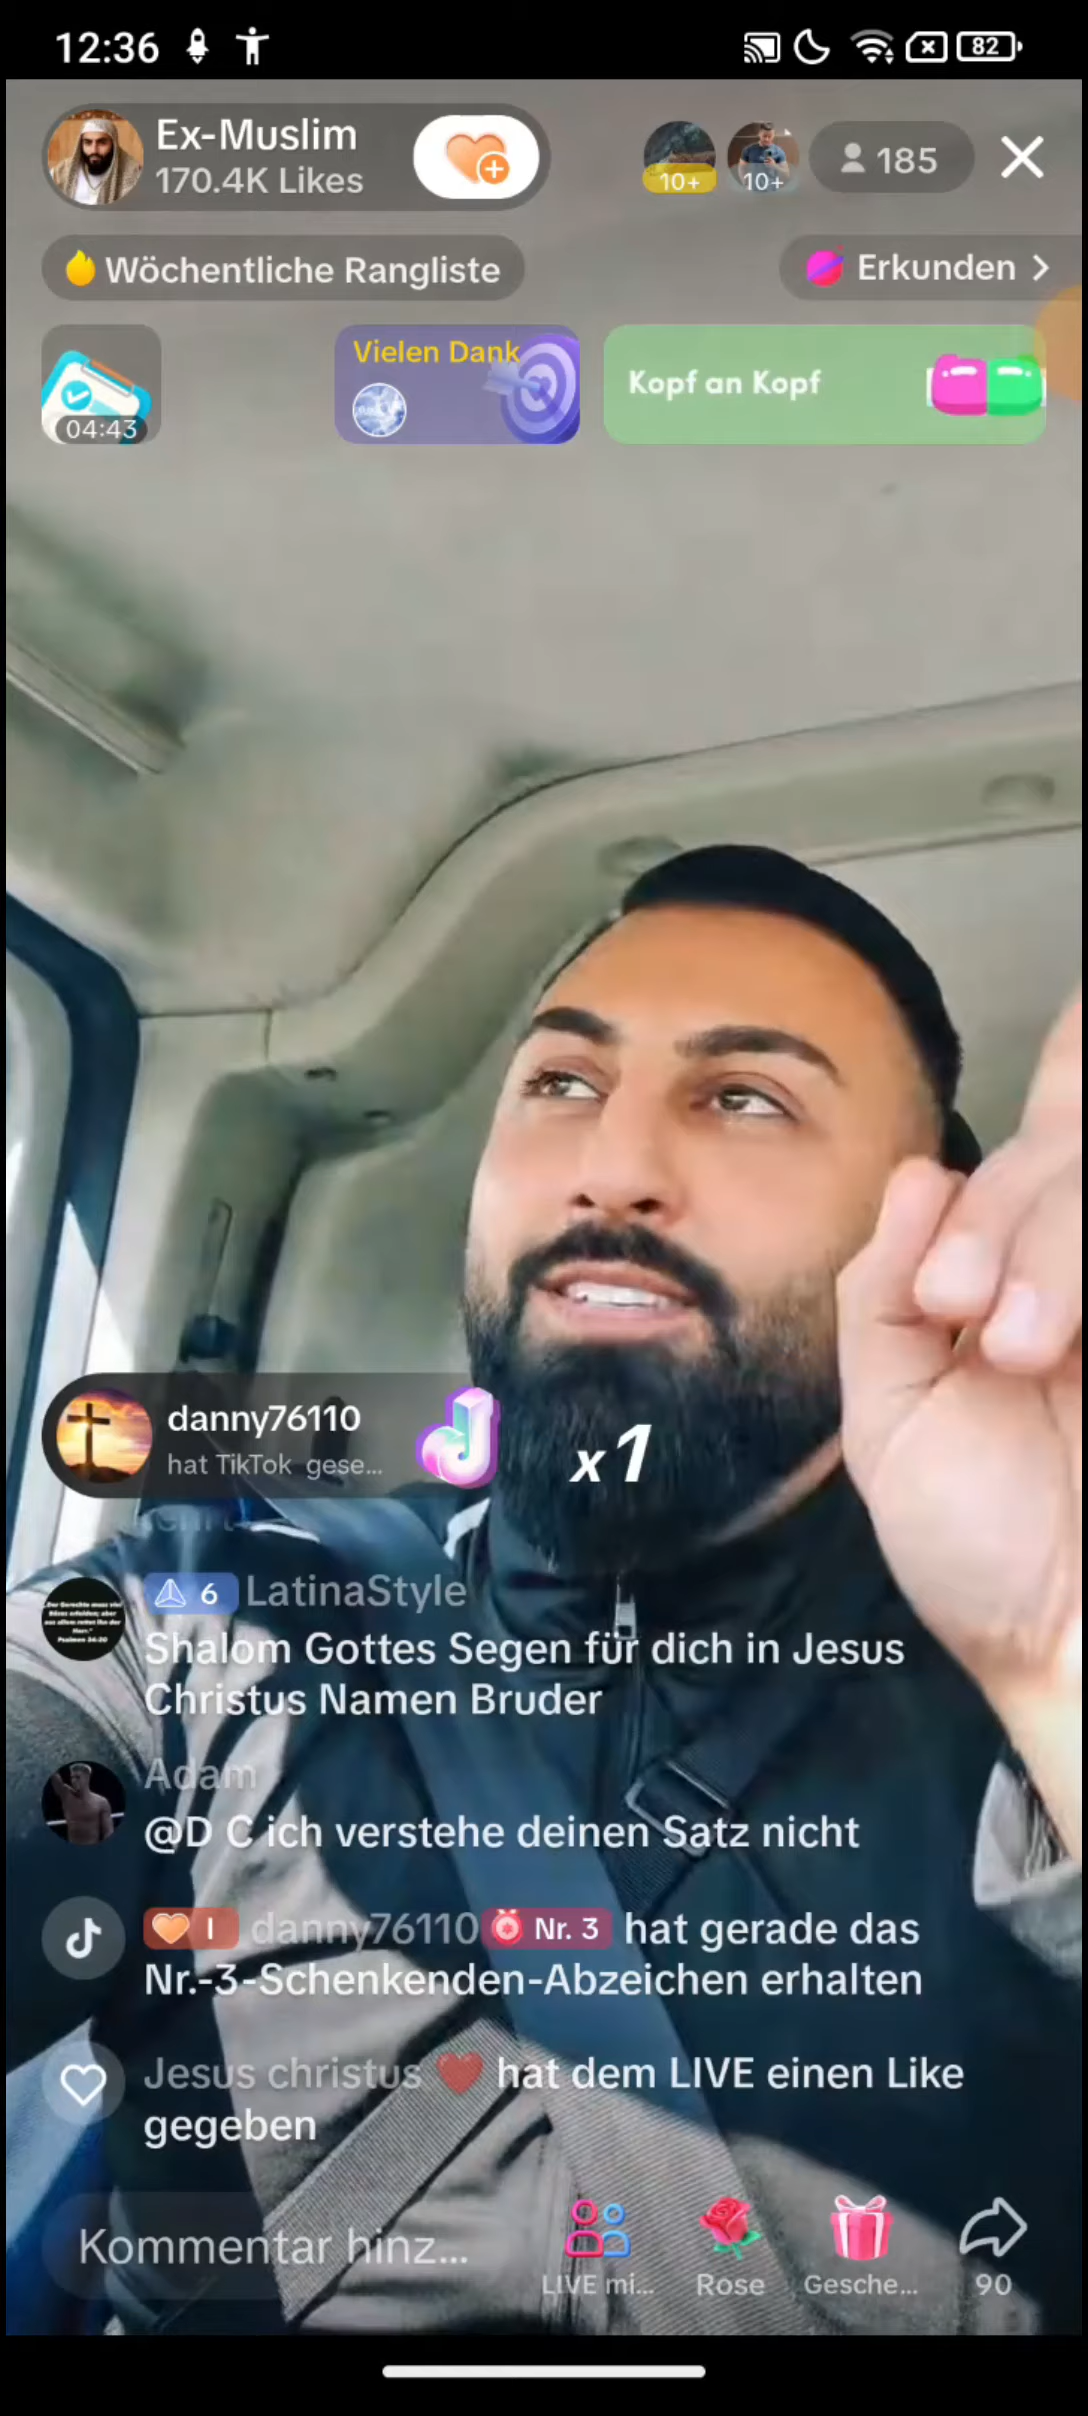 12:36
82
Ex-Muslim
170.4K Likes
10+
10+
185
Wöchentliche Rangliste
Erkunden
04:43
Vielen Dank
Kopf an Kopf
danny76110
hat TikTok gese...
x1
6 LatinaStyle
Shalom Gottes Segen für dich in Jesus
Christus Namen Bruder
Adam
@D C ich verstehe deinen Satz nicht
I danny76110 Nr. 3 hat gerade das
Nr.-3-Schenkenden-Abzeichen erhalten
Jesus christus ❤️ hat dem LIVE einen Like
gegeben
Kommentar hinz...
LIVE mi...
Rose
Gesche...
90